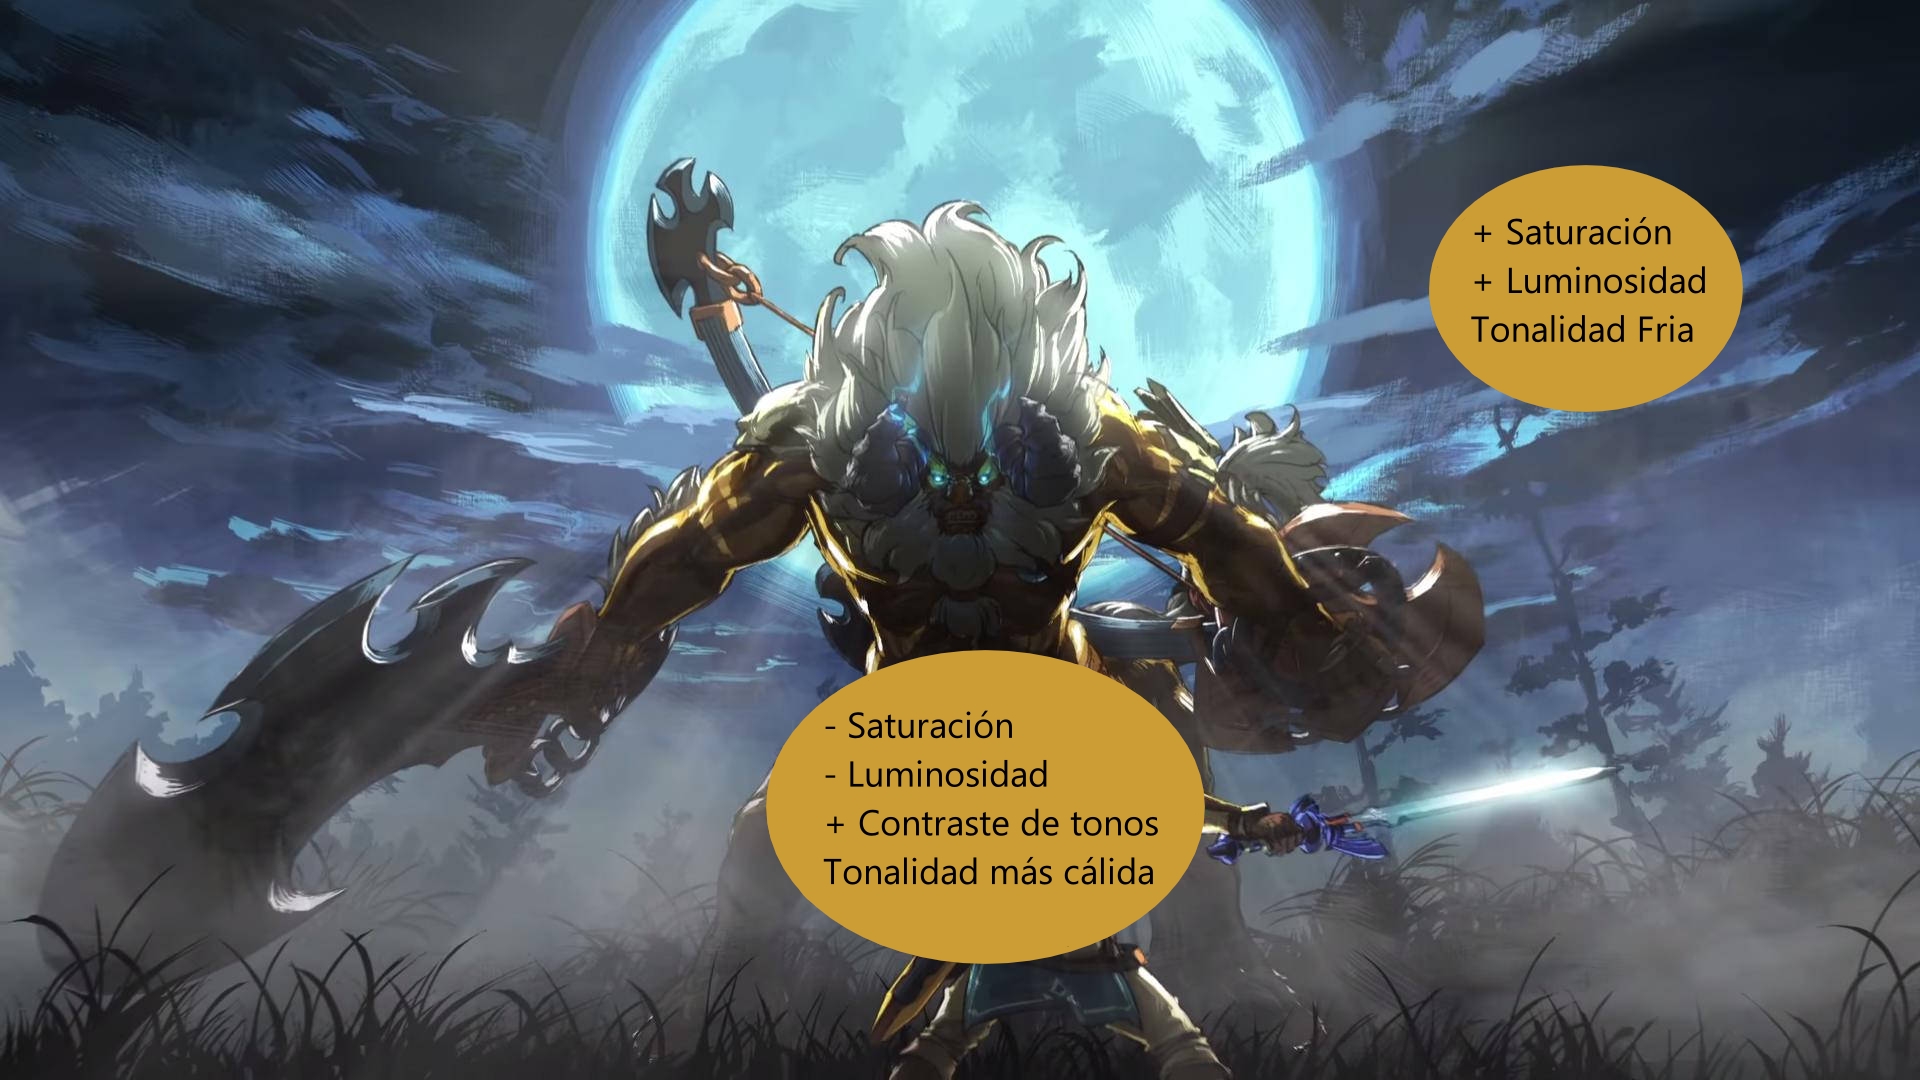 + Saturación
+ Luminosidad
Tonalidad Fria
- Saturación
- Luminosidad
+ Contraste de tonos
Tonalidad más cálida